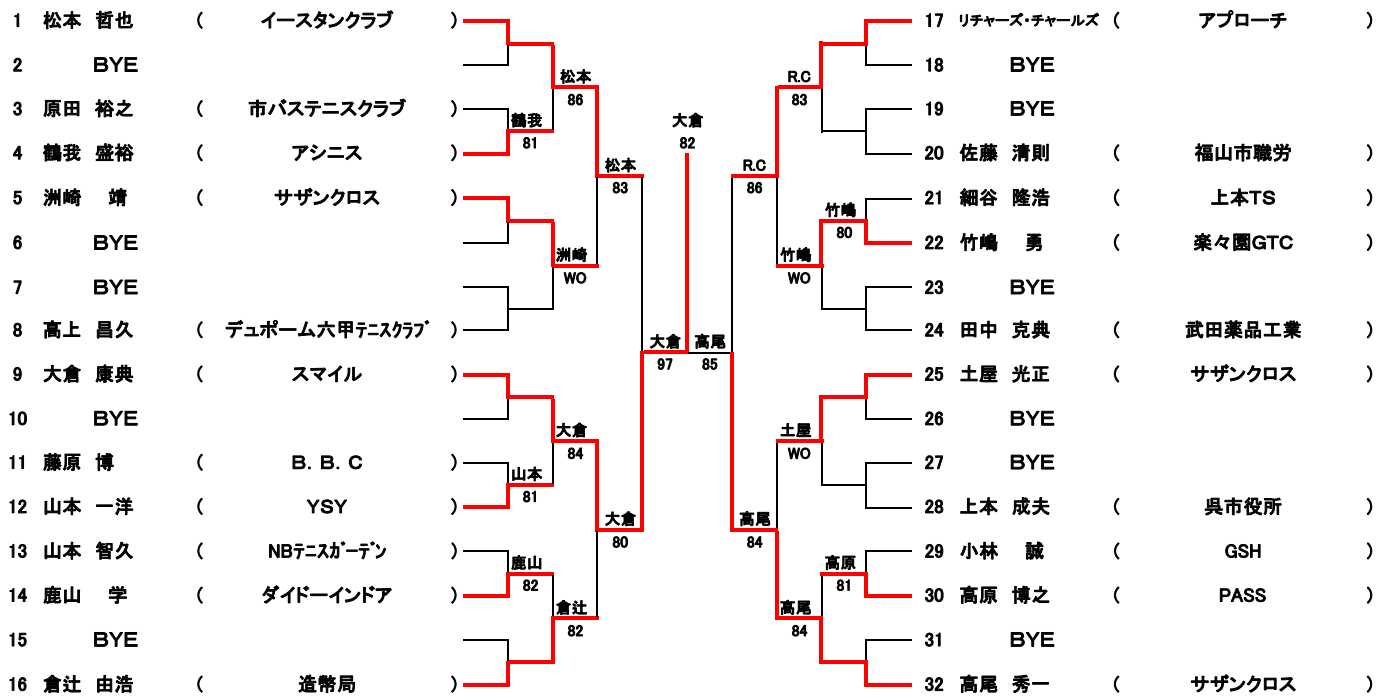 1 松本 哲也 ( イースタンクラブ )
2 BYE
3 原田 裕之 ( 市バステニスクラブ )
4 鶴我 盛裕 ( アシニス )
5 洲崎 靖 ( サザンクロス )
6 BYE
7 BYE
8 高上 昌久 ( デュポーム六甲テニスクラブ )
9 大倉 康典 ( スマイル )
10 BYE
11 藤原 博 ( B．B．C )
12 山本 一洋 ( YSY )
13 山本 智久 ( NBテニスガーデン )
14 鹿山 学 ( ダイドーインドア )
15 BYE
16 倉辻 由浩 ( 造幣局 )
鶴我
81
山本
81
鹿山
82
松本
86
洲崎
WO
大倉
84
倉辻
82
松本
83
大倉
80
大倉
97
大倉
82
高尾
85
R.C
86
高尾
84
R.C
83
竹嶋
WO
土屋
WO
高尾
84
竹嶋
80
高原
81
17 リチャーズ・チャールズ ( アプローチ )
18 BYE
19 BYE
20 佐藤 清則 ( 福山市職労 )
21 細谷 隆浩 ( 上本TS )
22 竹嶋 勇 ( 楽々園GTC )
23 BYE
24 田中 克典 ( 武田薬品工業 )
25 土屋 光正 ( サザンクロス )
26 BYE
27 BYE
28 上本 成夫 ( 呉市役所 )
29 小林 誠 ( GSH )
30 高原 博之 ( PASS )
31 BYE
32 高尾 秀一 ( サザンクロス )